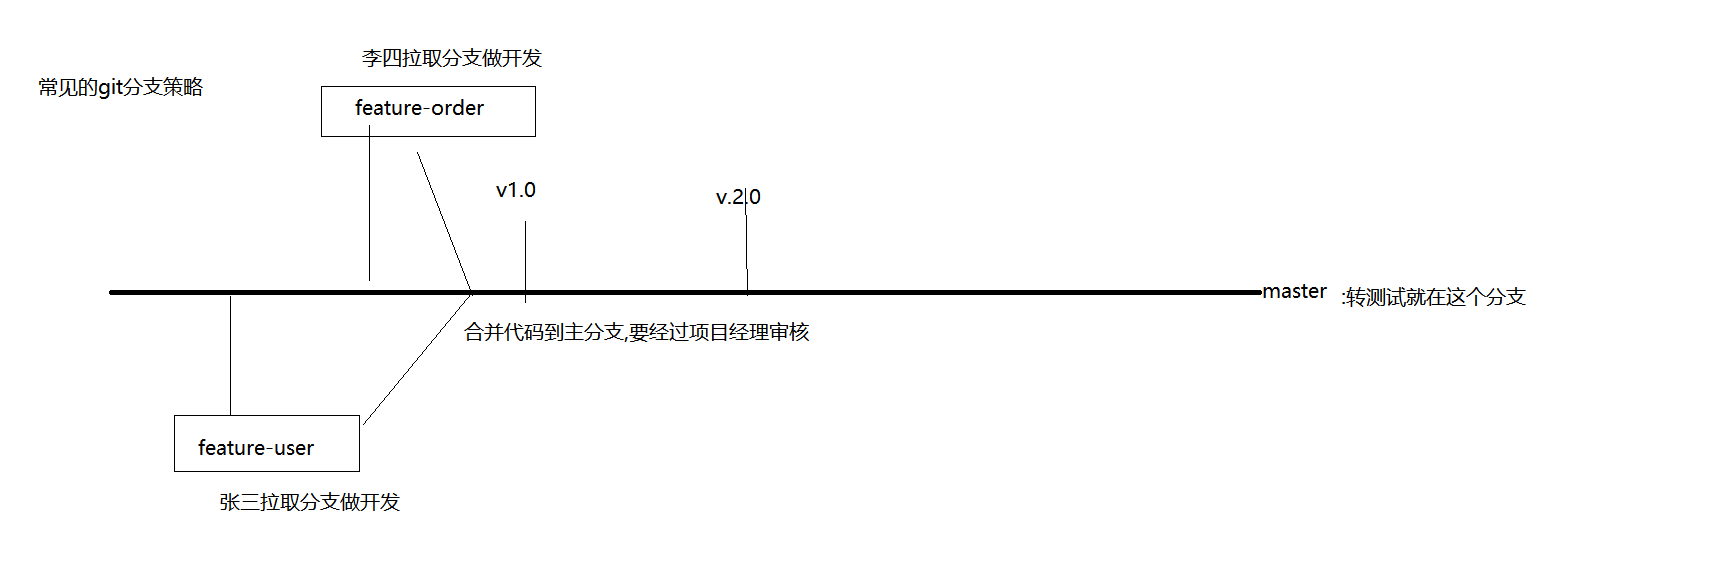 李四拉取分支做开发
常见的git分支策略
feature-order
v1.0
v.2.0
master :转测试就在这个分支
合并代码到主分支,要经过项目经理审核
feature-user
张三拉取分支做开发